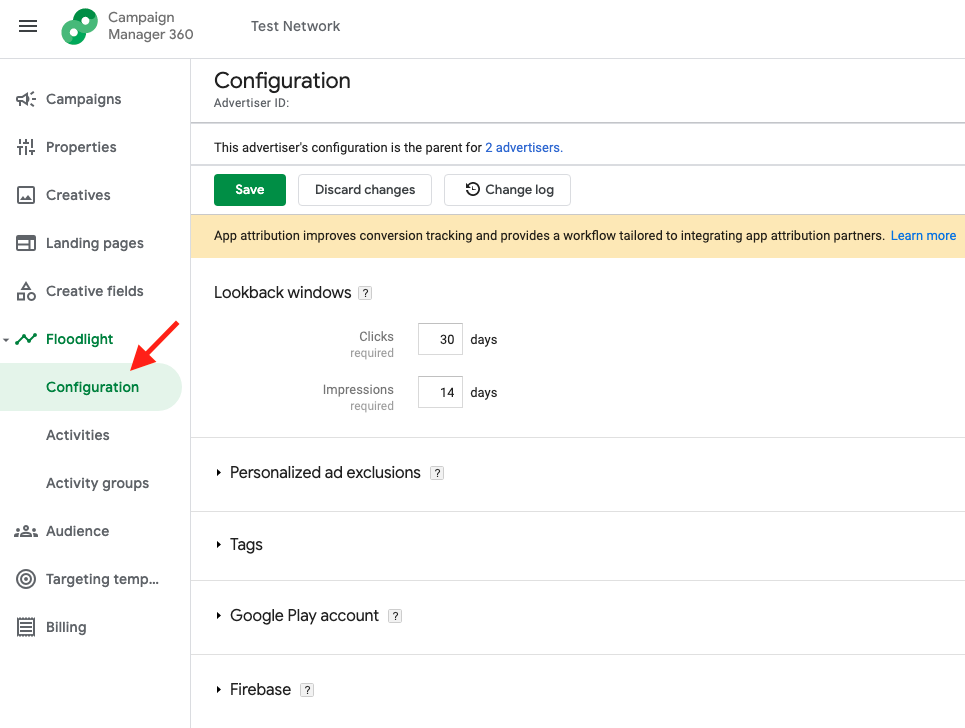 Campaign
Manager 360
Test Network
Campaigns
Properties
Creatives
Landing pages
Creative fields
Floodlight
Configuration
Activities
Activity groups
Audience
Targeting temp...
Billing
Configuration
Advertiser ID:
This advertiser's configuration is the parent for 2 advertisers.
Save Discard changes Change log
App attribution improves conversion tracking and provides a workflow tailored to integrating app attribution partners. Learn more
Lookback windows ?
Clicks 30 days
required
Impressions 14 days
required
Personalized ad exclusions ?
Tags
Google Play account ?
Firebase ?